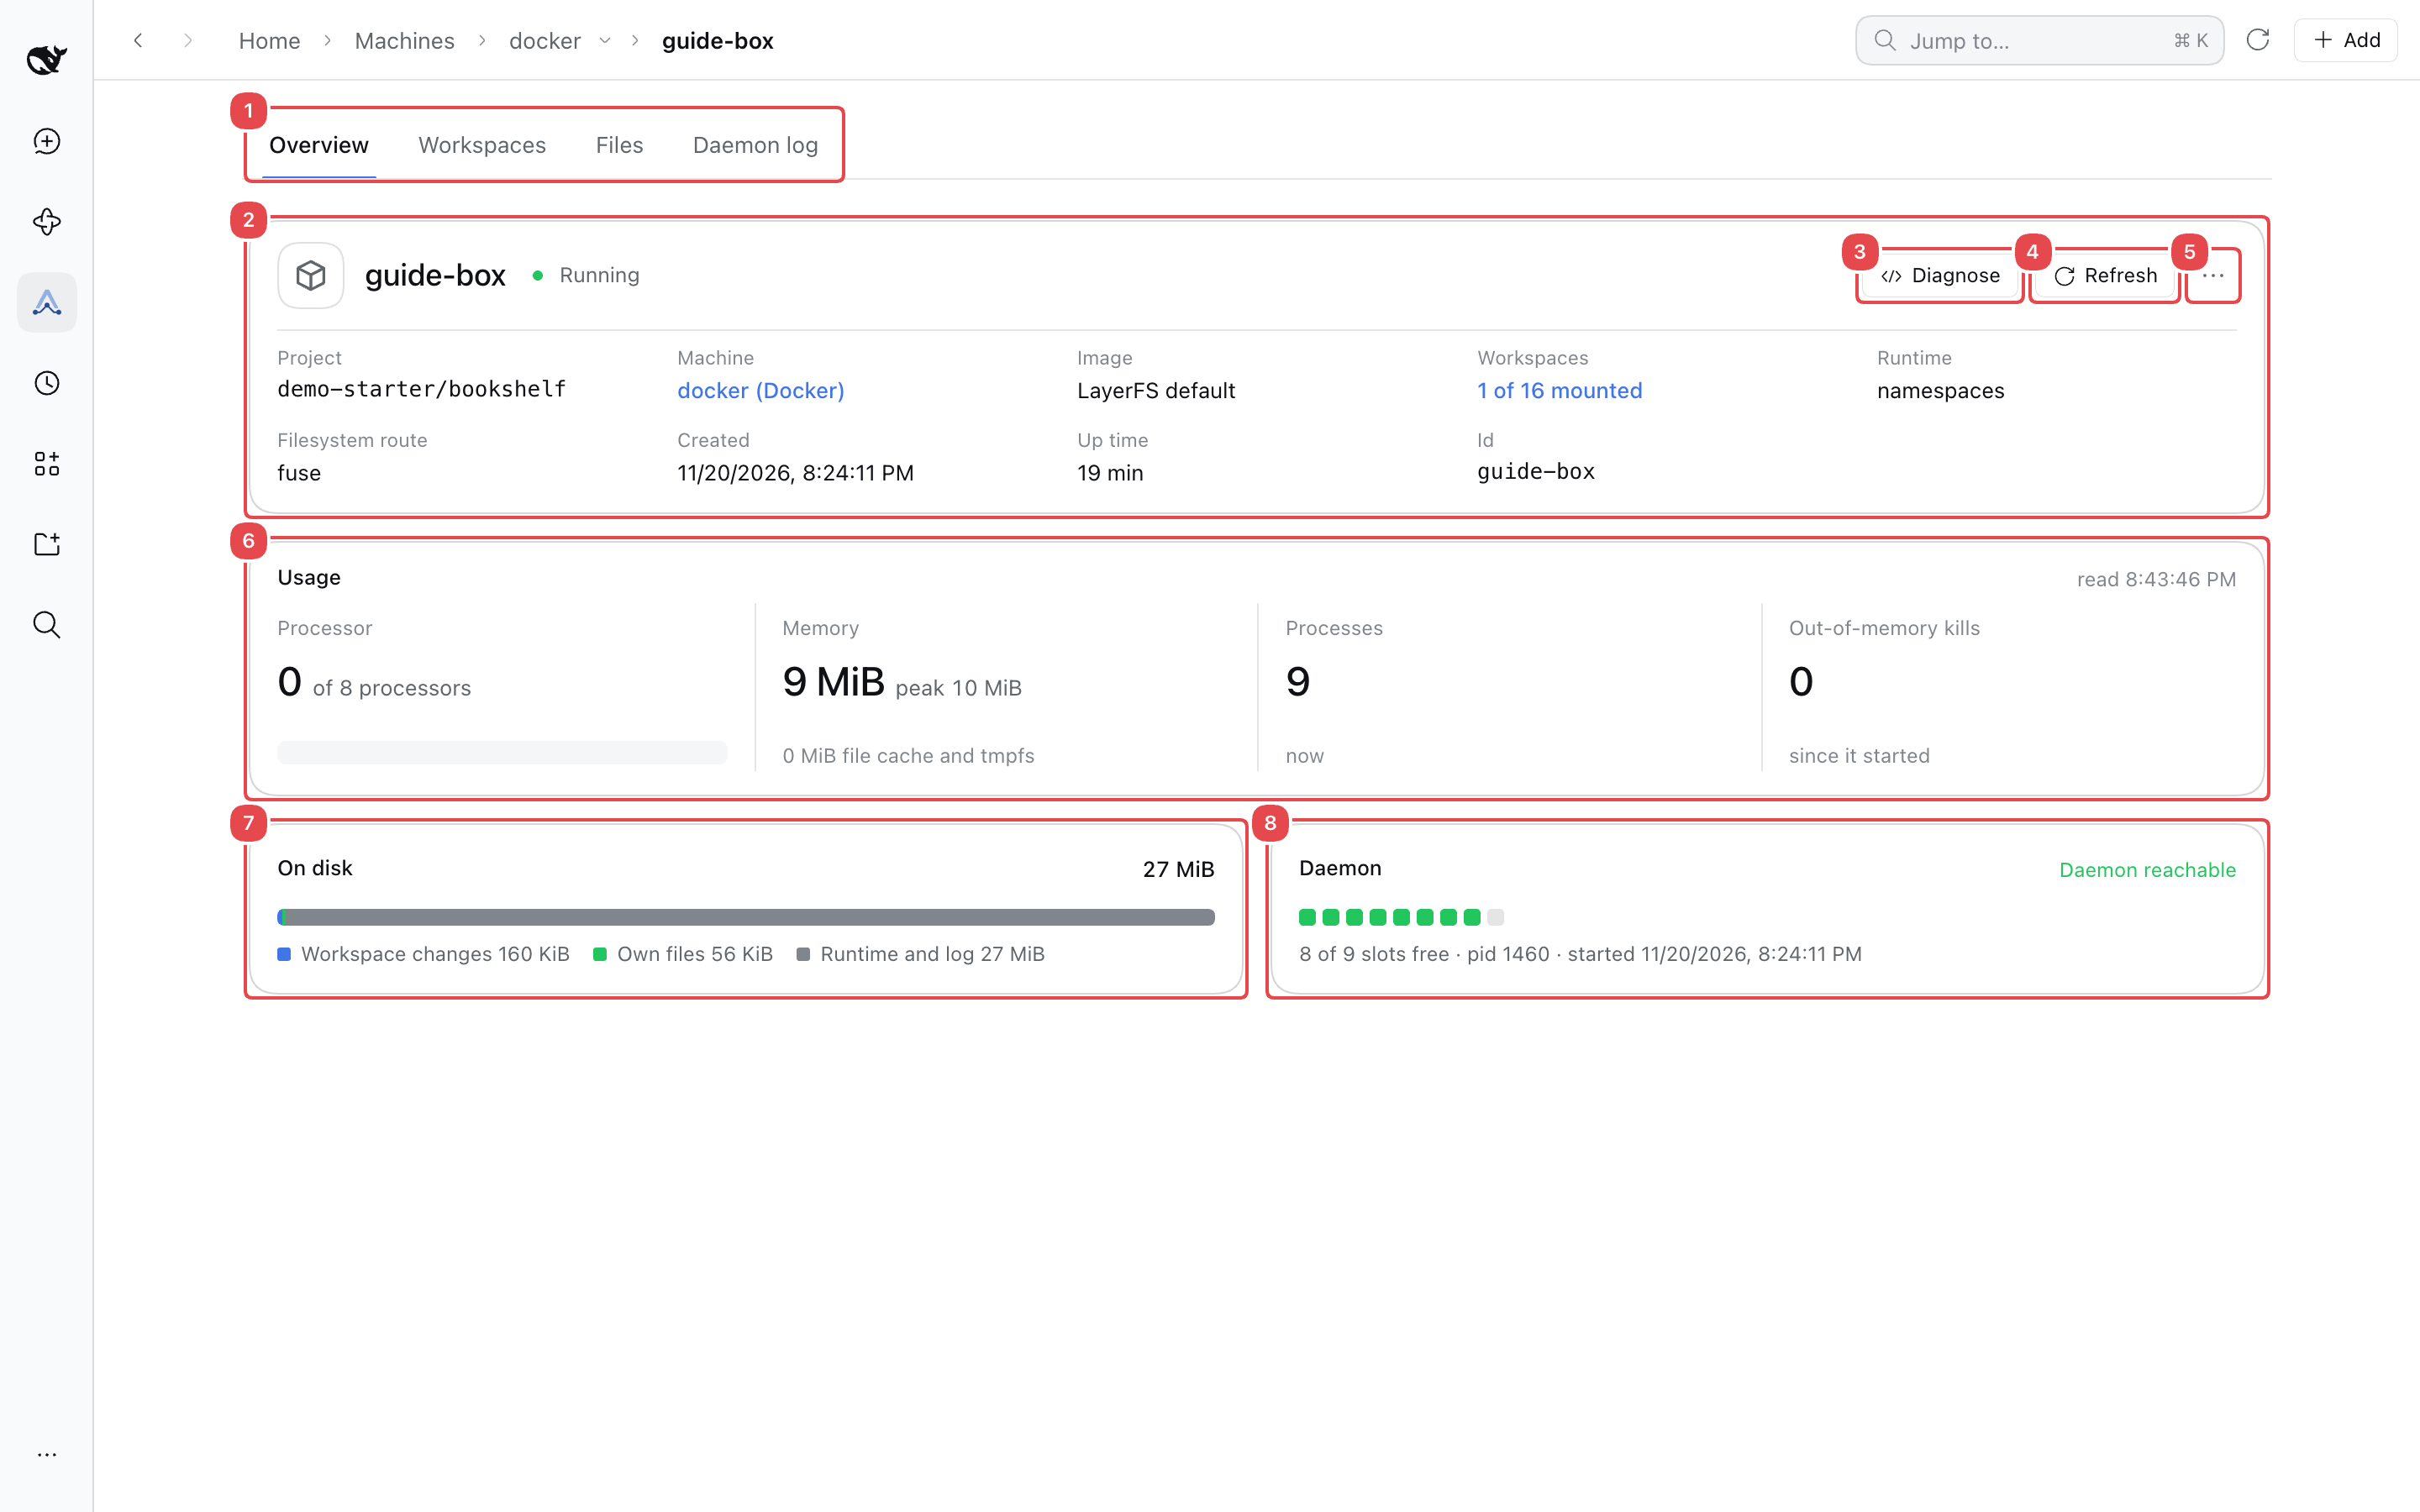 Home > Machines > docker > guide-box
Jump to... ⌘ K
Add
1
Overview Workspaces Files Daemon log
2
guide-box Running
3 Diagnose 4 Refresh 5 ...
Project Machine Image Workspaces Runtime
demo-starter/bookshelf docker (Docker) LayerFS default 1 of 16 mounted namespaces
Filesystem route Created Up time Id
fuse 11/20/2026, 8:24:11 PM 19 min guide-box
6
Usage read 8:43:46 PM
Processor Memory Processes Out-of-memory kills
0 of 8 processors 9 MiB peak 10 MiB 9 0
0 MiB file cache and tmpfs now since it started
7
On disk 27 MiB
Workspace changes 160 KiB Own files 56 KiB Runtime and log 27 MiB
8
Daemon Daemon reachable
8 of 9 slots free · pid 1460 · started 11/20/2026, 8:24:11 PM